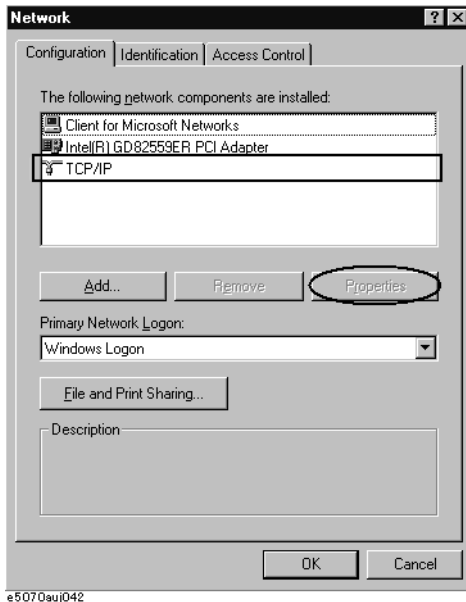 Network
Configuration Identification Access Control
The following network components are installed:
Client for Microsoft Networks
Intel(R) GD82559ER PCI Adapter
TCP/IP
Add... Remove Properties
Primary Network Logon:
Windows Logon
File and Print Sharing...
Description
OK Cancel
e5070aui042